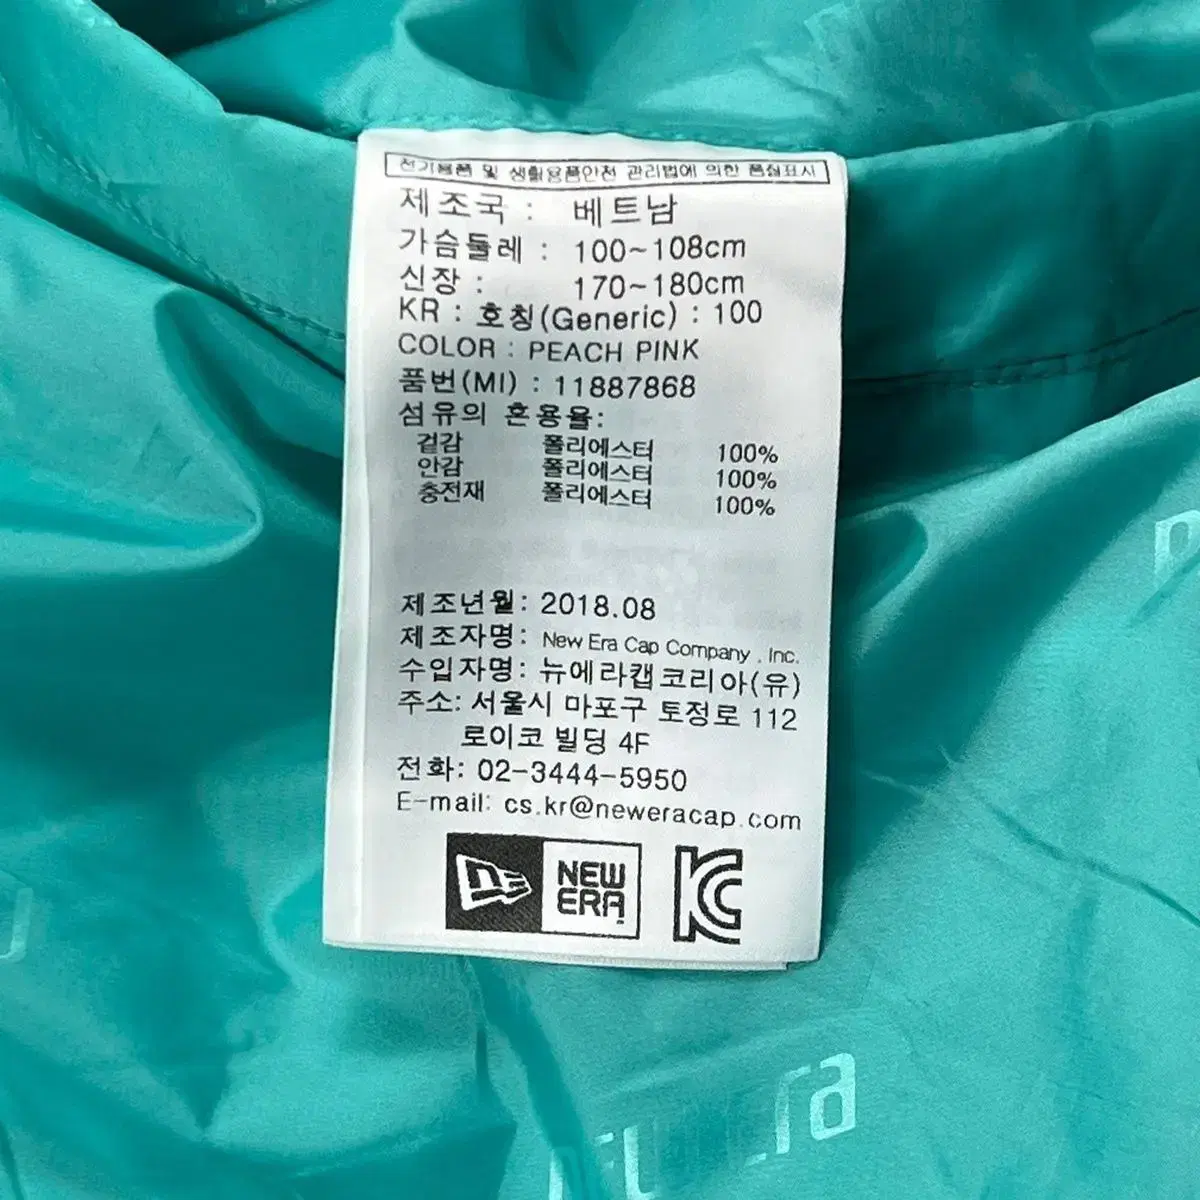 전기용품 및 생활용품안전 관리법에 의한 품질표시
제조국 : 베트남
가슴둘레 : 100~108cm
신장 : 170~180cm
KR : 호칭(Generic) : 100
COLOR : PEACH PINK
품번(MI) : 11887868
섬유의 혼용율:
겉감 폴리에스터 100%
안감 폴리에스터 100%
충전재 폴리에스터 100%
제조년월: 2018.08
제조자명: New Era Cap Company , Inc.
수입자명: 뉴에라캡코리아(유)
주소: 서울시 마포구 토정로 112
로이코 빌딩 4F
전화: 02-3444-5950
E-mail: cs.kr@neweracap.com
NE
NEW
ERA
KC